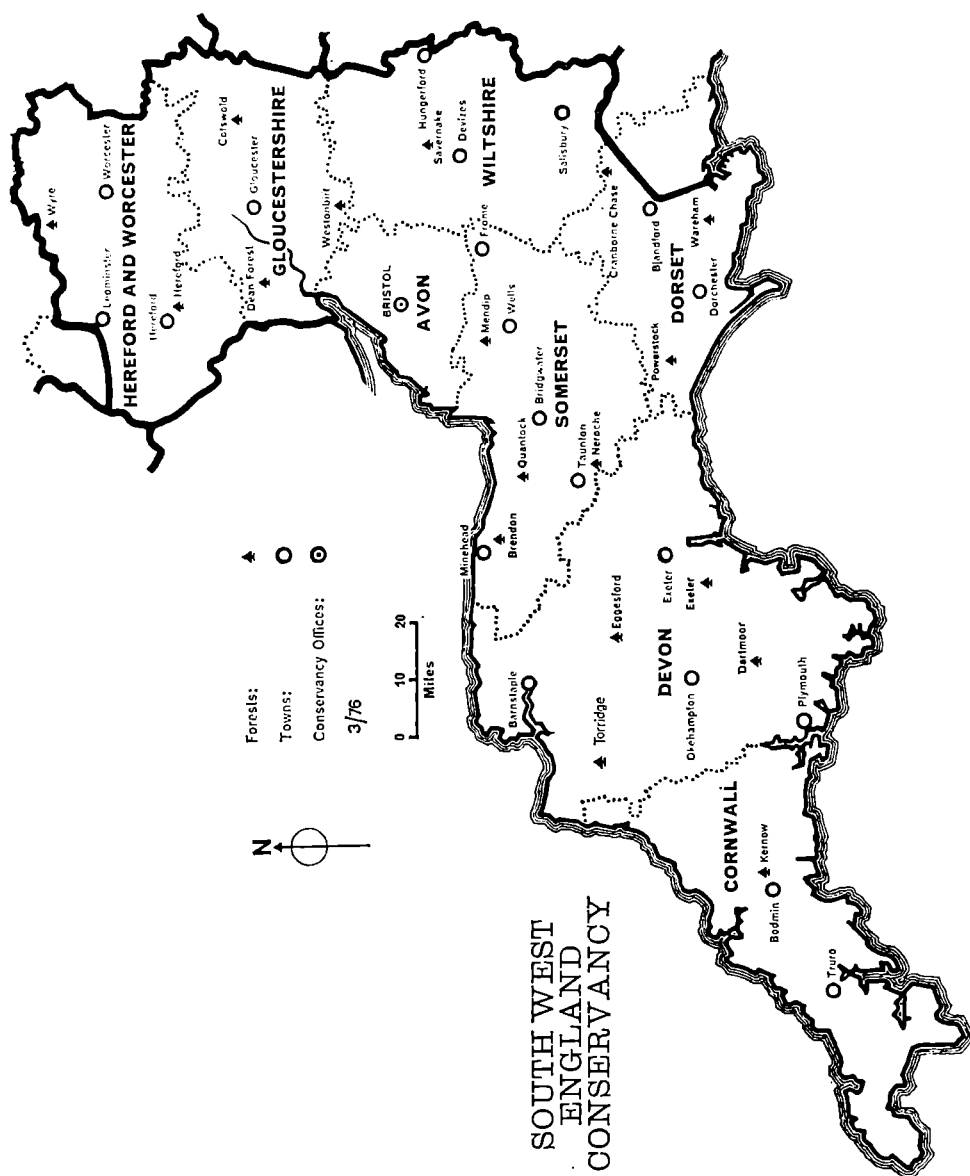 SOUTH WEST
ENGLAND
CONSERVANCY
N
Forests:
Towns:
Conservancy Offices:
3/76
0 10 20
Miles
HEREFORD AND WORCESTER
Wyre
Leominster
Worcester
Hereford
Hereford
GLOUCESTERSHIRE
Cotswold
Gloucester
Dean Forest
Westonbirt
AVON
BRISTOL
WILTSHIRE
Hungerford
Savernake
Devizes
Salisbury
SOMERSET
Frome
Mendip
Wells
Bridgwater
Quantock
Taunton
Neroche
Minehead
Brendon
DORSET
Cranborne Chase
Blandford
Wareham
Dorchester
Powerstock
DEVON
Barnstaple
Torridge
Eggesford
Exeter
Exeter
Okehampton
Dartmoor
Plymouth
CORNWALL
Bodmin
Kernow
Truro